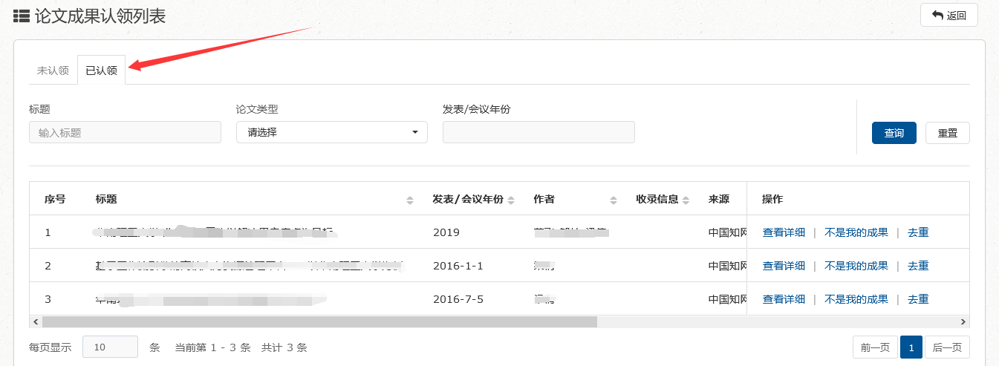 论文成果认领列表
返回
未认领 已认领
标题 论文类型 发表/会议年份
输入标题 请选择 查询 重置
序号 标题 发表/会议年份 作者 收录信息 来源 操作
1 2019 中国知网 查看详细 | 不是我的成果 | 去重
2 2016-1-1 中国知网 查看详细 | 不是我的成果 | 去重
3 2016-7-5 中国知网 查看详细 | 不是我的成果 | 去重
每页显示 10 条 当前第 1 - 3 条 共计 3 条 前一页 1 后一页